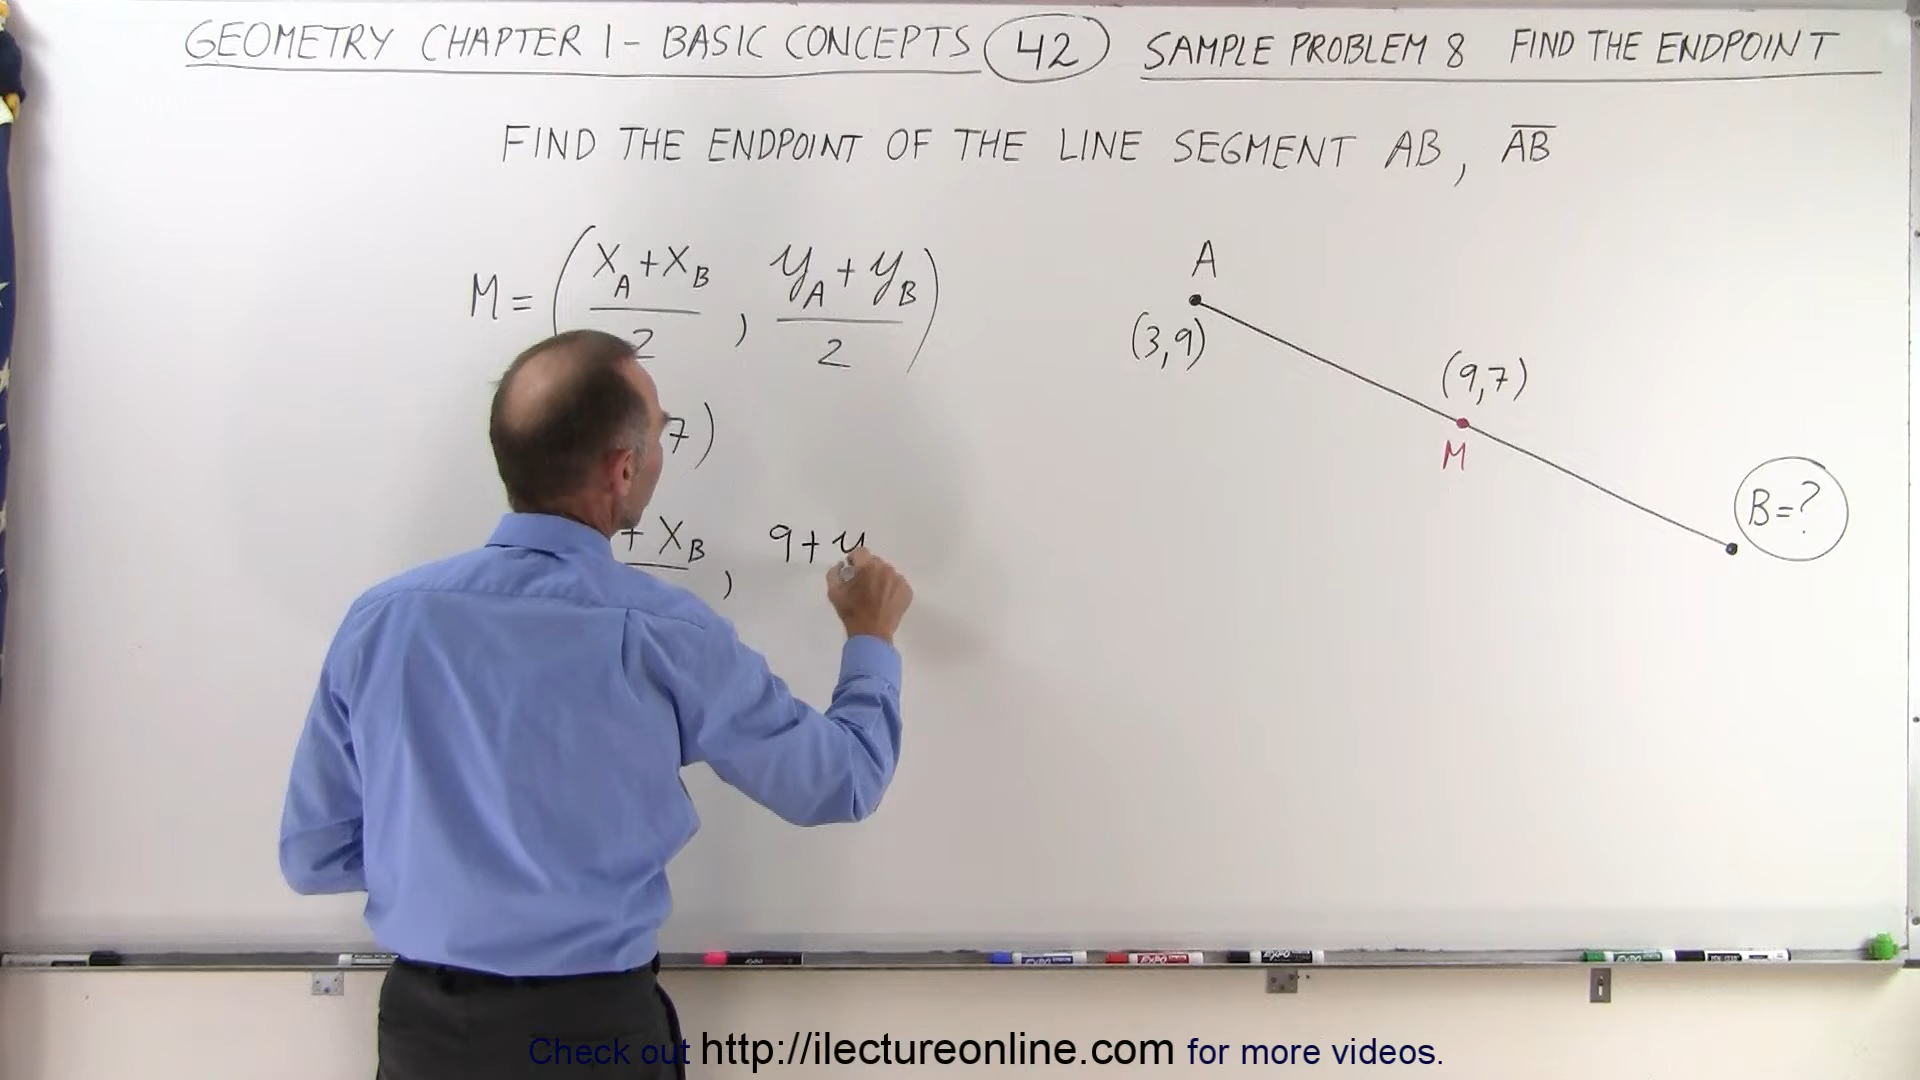 GEOMETRY CHAPTER 1 - BASIC CONCEPTS 42 SAMPLE PROBLEM 8 FIND THE ENDPOINT
FIND THE ENDPOINT OF THE LINE SEGMENT AB, A̅B̅
M = (x_A + x_B / 2, y_A + y_B / 2)
7)
+ x_B, 9 + y
A
(3,9)
(9,7)
M
B=?
Check out http://ilectureonline.com for more videos.